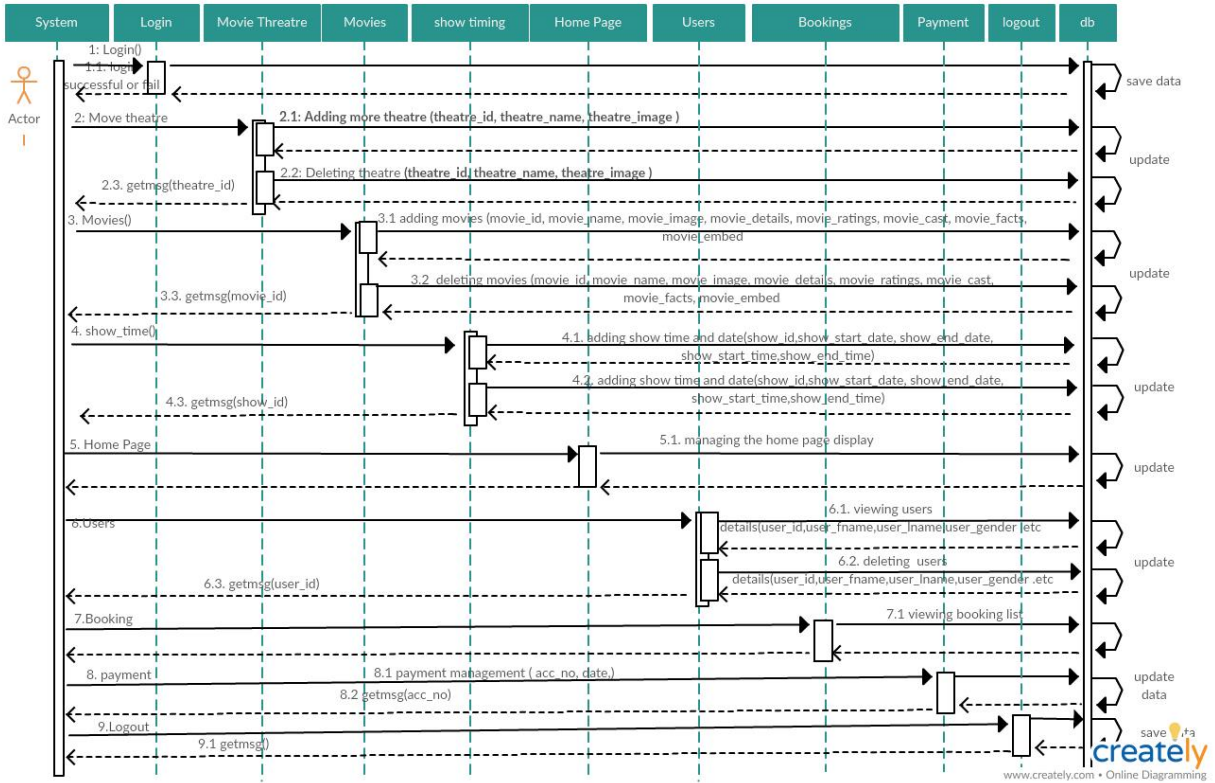 System
Login
Movie Threatre
Movies
show timing
Home Page
Users
Bookings
Payment
logout
db
1: Login()
1.1: login
successful or fail
save data
Actor
2: Move theatre
2.1: Adding more theatre (theatre_id, theatre_name, theatre_image )
update
2.2: Deleting theatre (theatre_id, theatre_name, theatre_image )
2.3. getmsg(theatre_id)
3. Movies()
3.1 adding movies (movie_id, movie_name, movie_image, movie_details, movie_ratings, movie_cast, movie_facts,
movie_embed
update
3.2 deleting movies (movie_id, movie_name, movie_image, movie_details, movie_ratings, movie_cast,
movie_facts, movie_embed
3.3. getmsg(movie_id)
4. show_time()
4.1. adding show time and date(show_id,show_start_date, show_end_date,
show_start_time,show_end_time)
4.2. adding show time and date(show_id,show_start_date, show_end_date,
show_start_time,show_end_time)
update
4.3. getmsg(show_id)
5. Home Page
5.1. managing the home page display
update
6.Users
6.1. viewing users
details(user_id,user_fname,user_lname,user_gender .etc
update
6.2. deleting users
details(user_id,user_fname,user_lname,user_gender .etc
6.3. getmsg(user_id)
7.Booking
7.1 viewing booking list
8. payment
8.1 payment management ( acc_no, date,)
update
data
8.2 getmsg(acc_no)
9.Logout
save
9.1 getmsg()
creately
www.creately.com • Online Diagramming